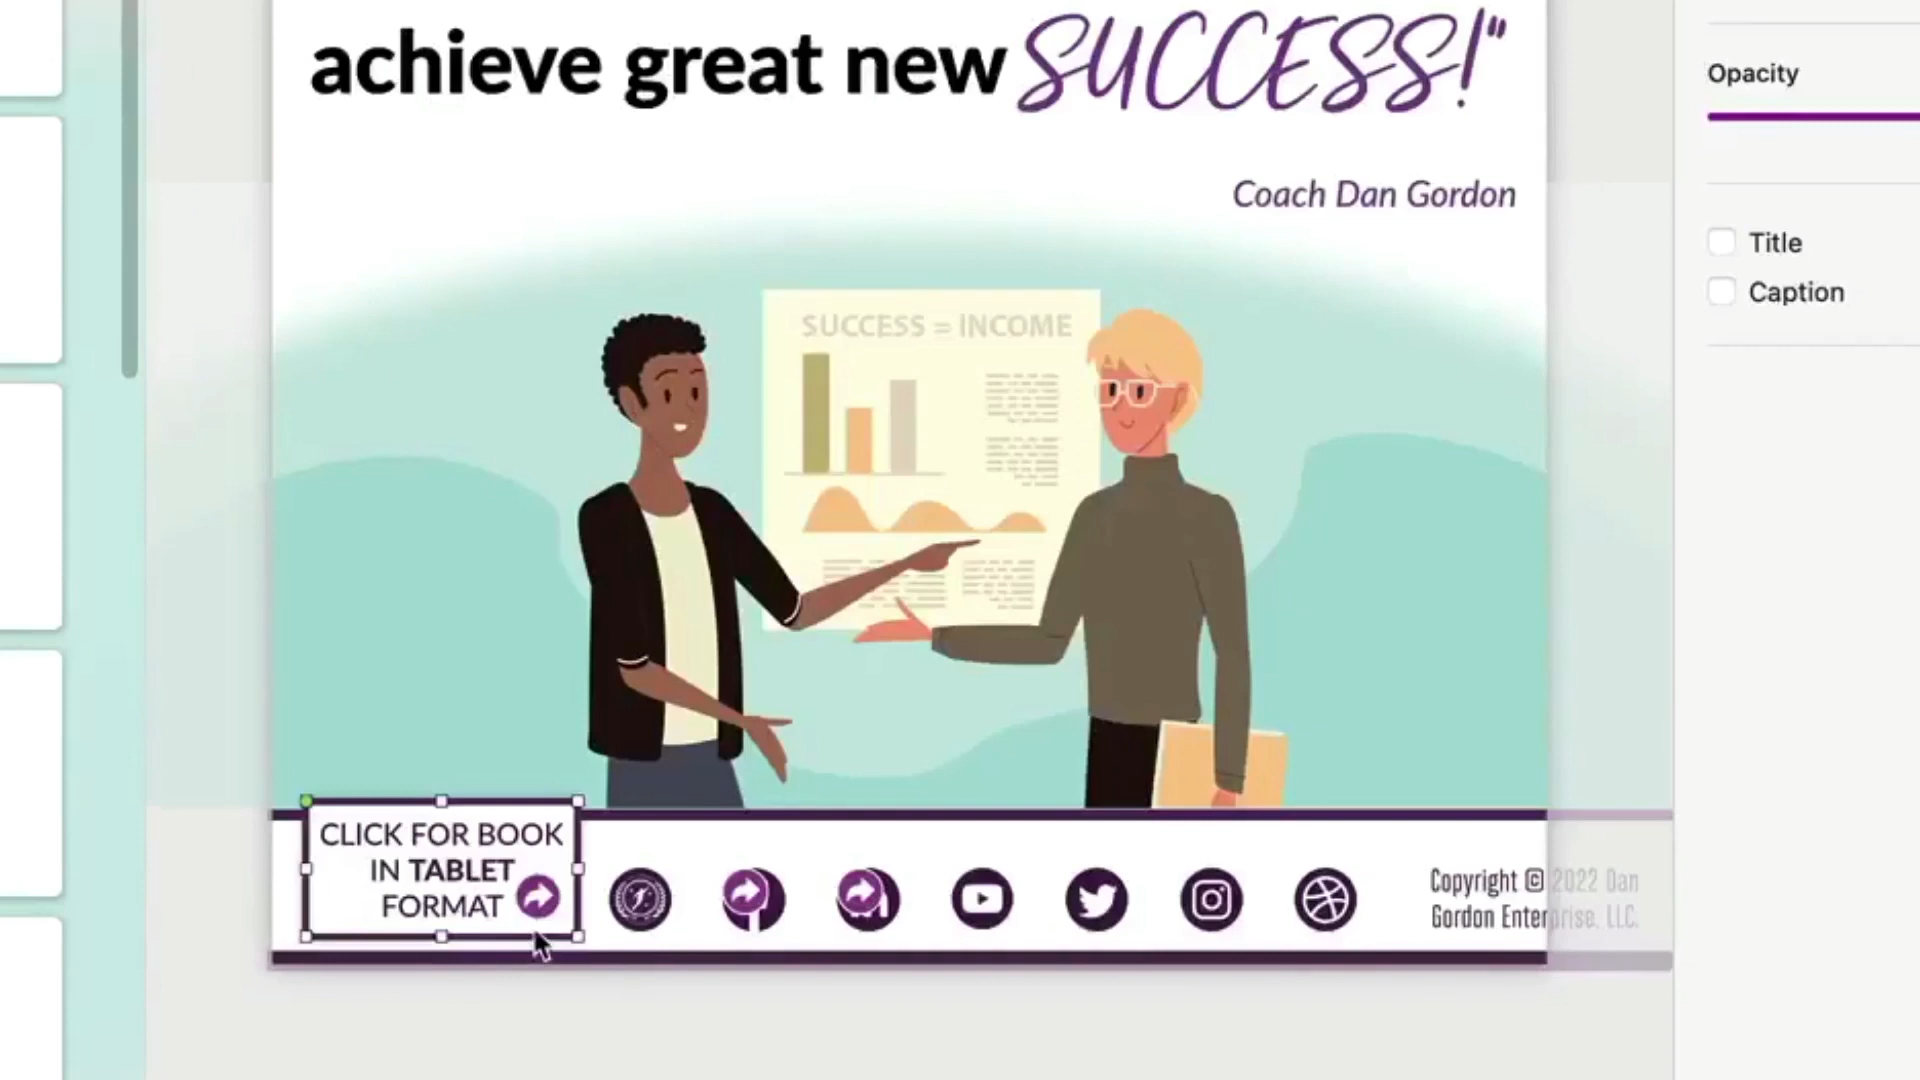 achieve great new SUCCESS!"
Opacity
Coach Dan Gordon
Title
Caption
SUCCESS = INCOME
CLICK FOR BOOK
IN TABLET
FORMAT
Copyright © 2022 Dan
Gordon Enterprise, LLC.